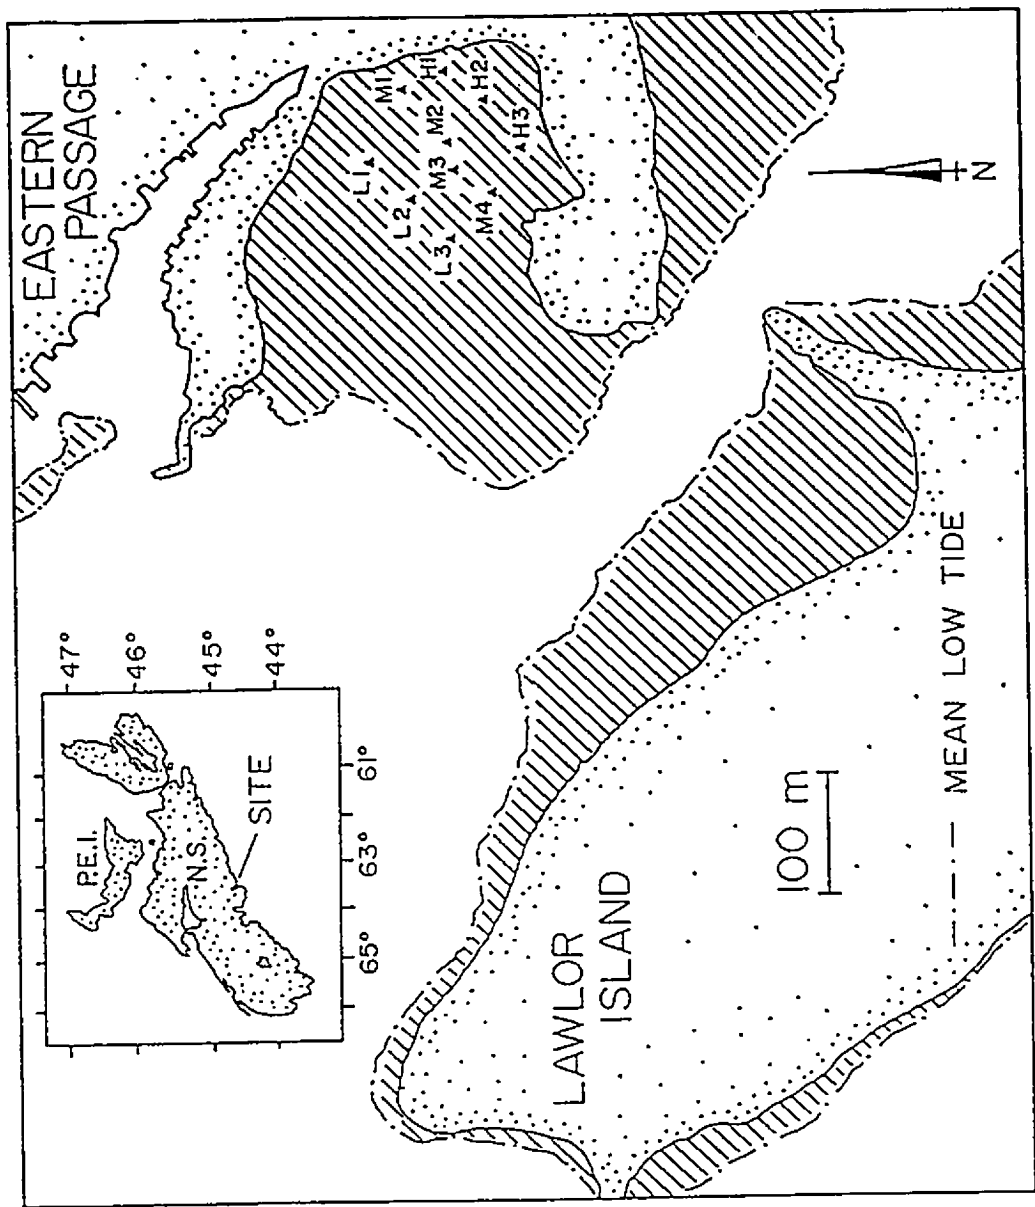 EASTERN
PASSAGE
L1
M1
L2
M3
M2
H1
L3
M4
H2
H3
N
47°
46°
45°
44°
P.E.I.
N.S.
SITE
65°
63°
61°
LAWLOR
ISLAND
100 m
MEAN LOW TIDE